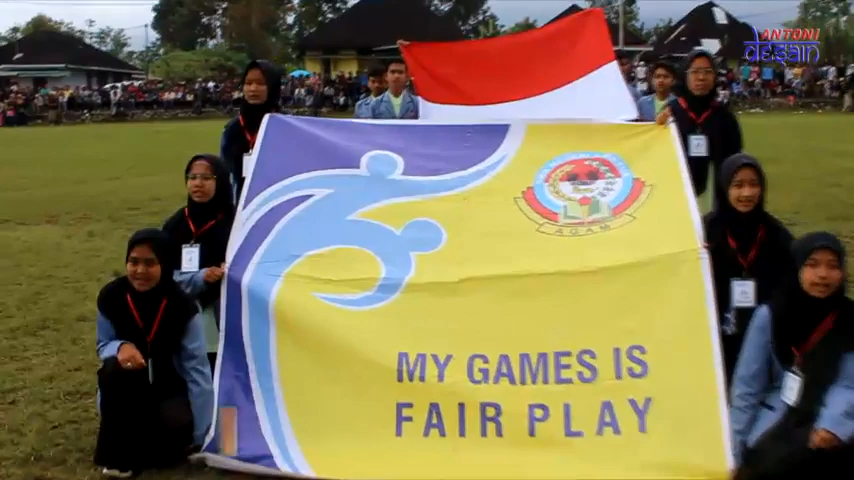 ANTONI
desain
AGAM
MY GAMES IS
FAIR PLAY